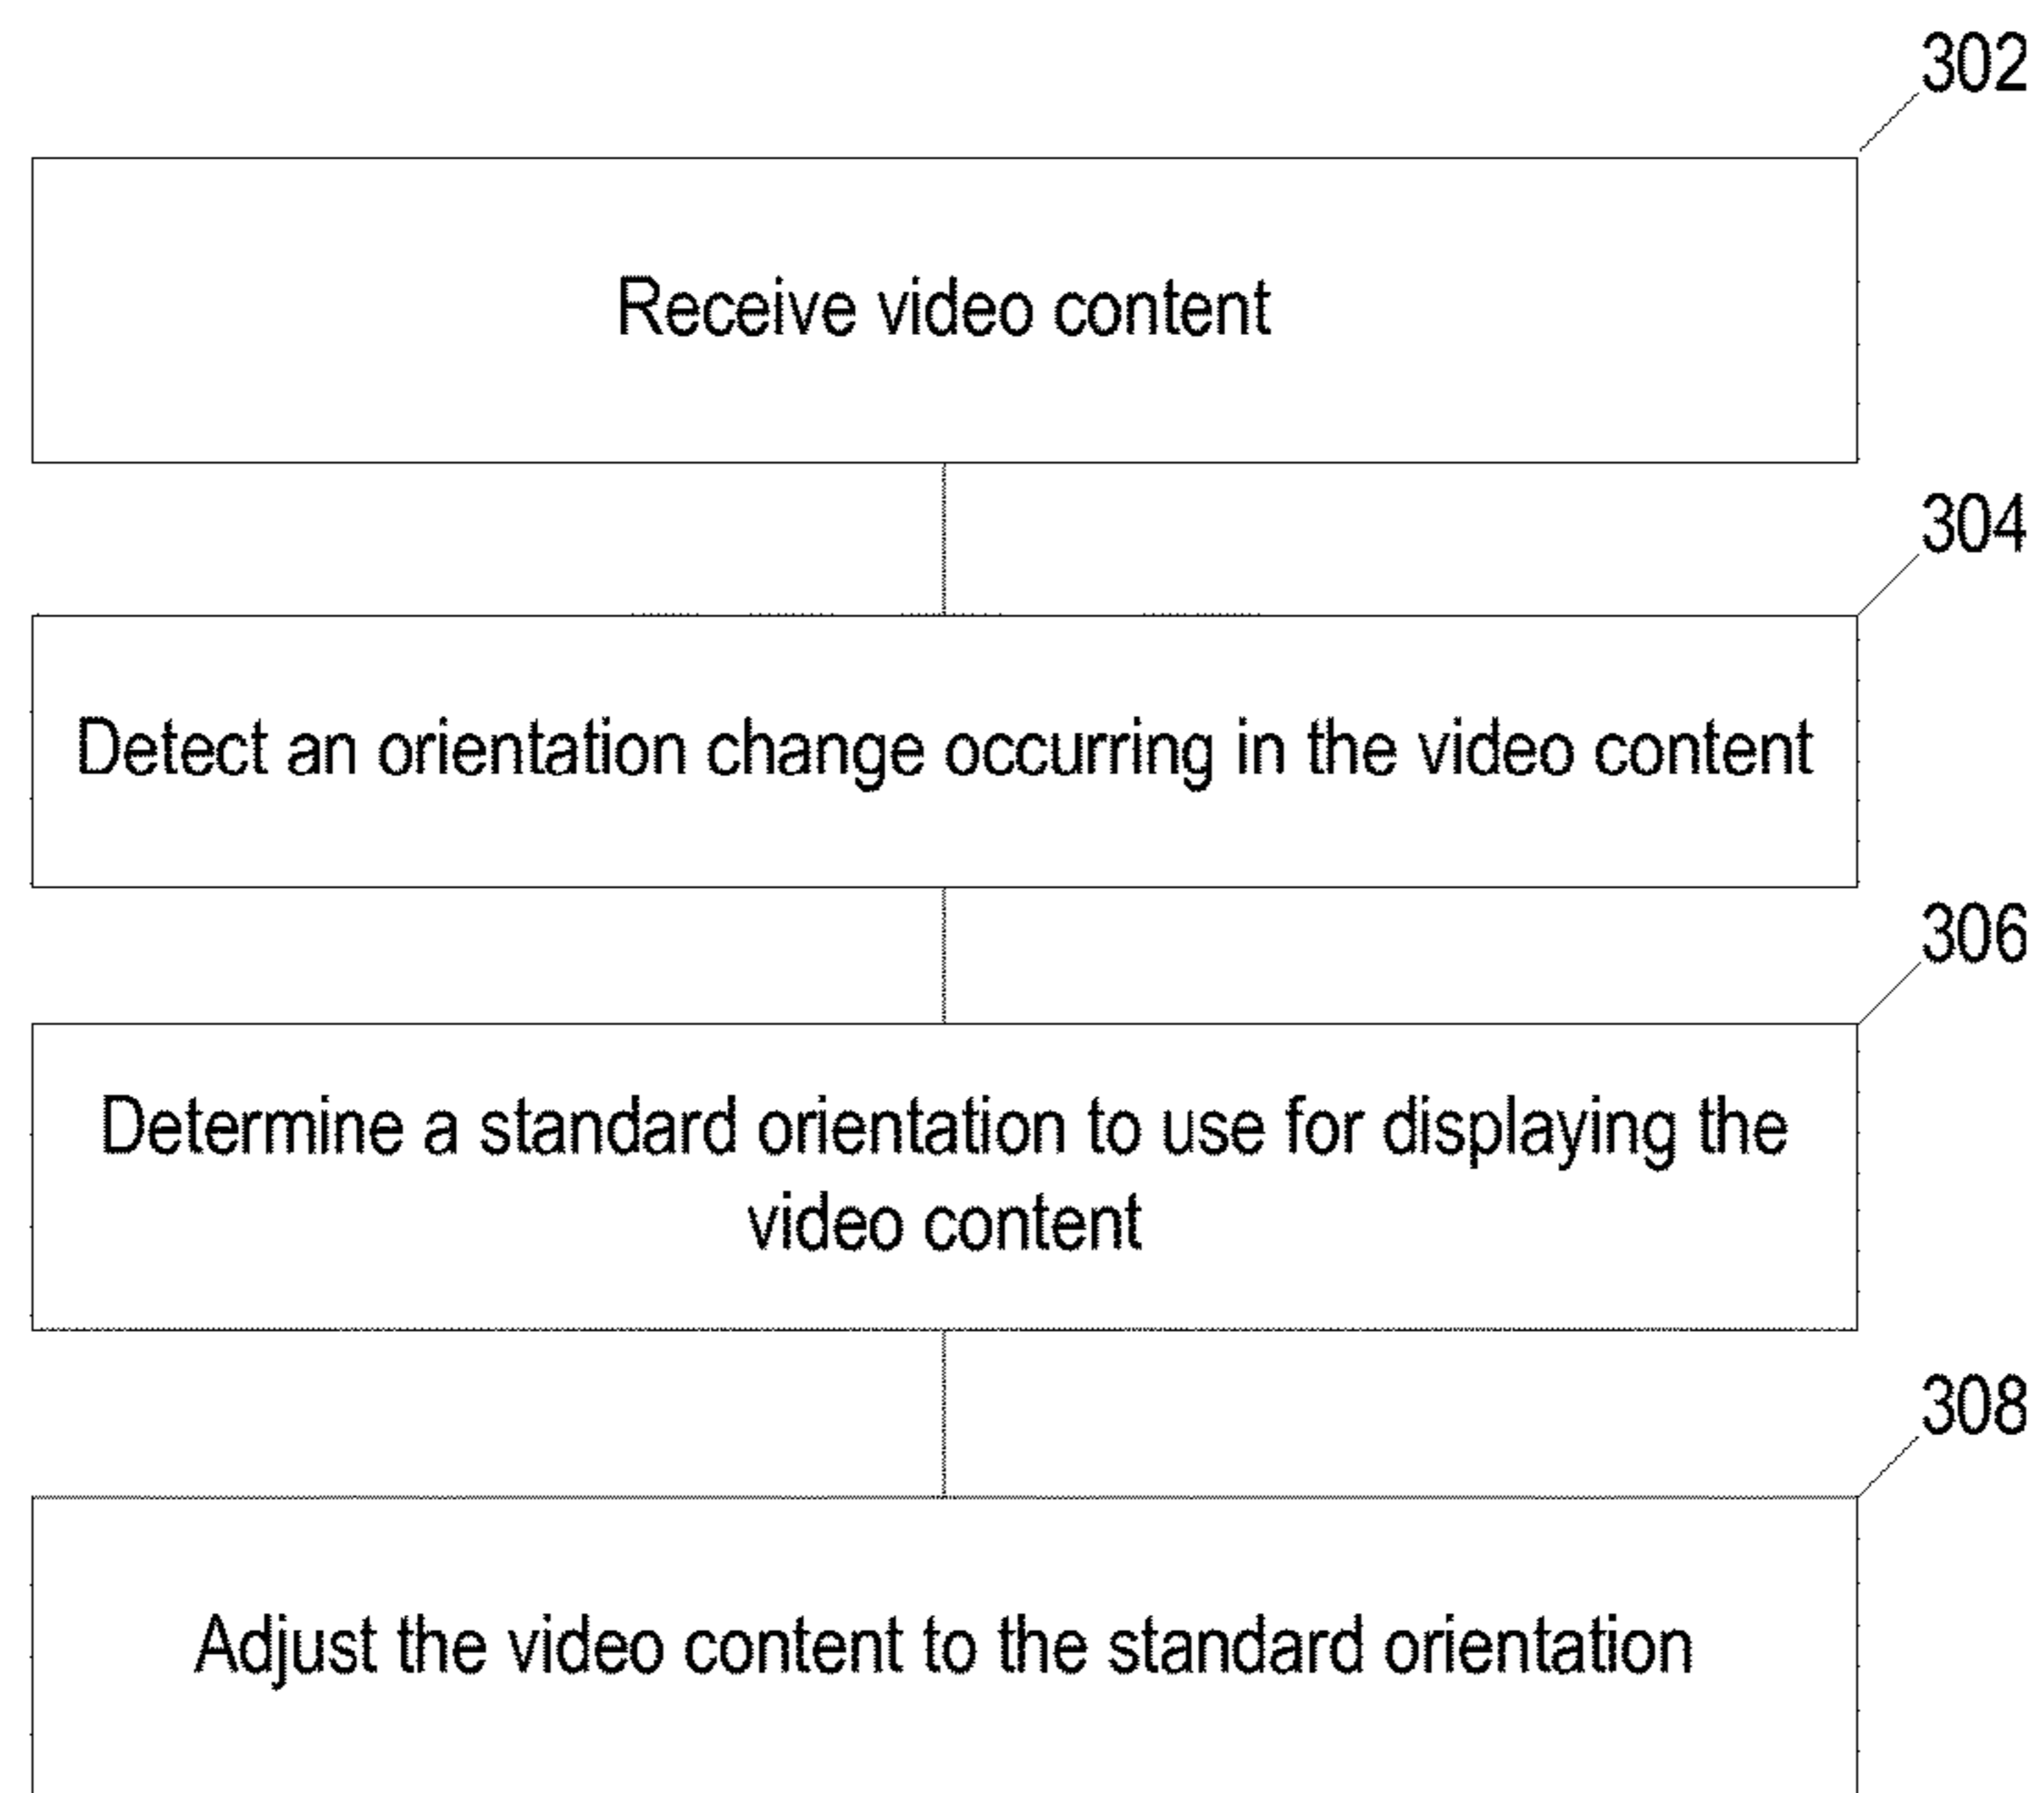 302
Receive video content
304
Detect an orientation change occurring in the video content
306
Determine a standard orientation to use for displaying the
video content
308
Adjust the video content to the standard orientation